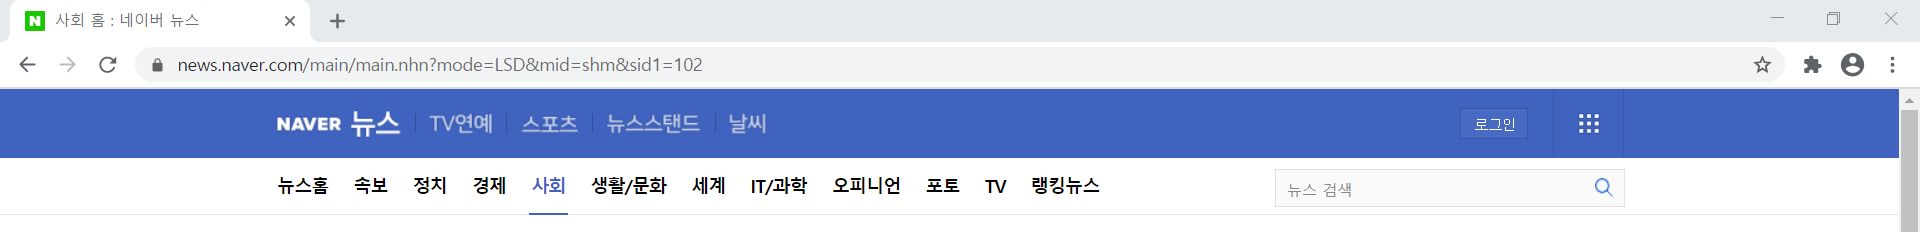 사회 홈 : 네이버 뉴스
news.naver.com/main/main.nhn?mode=LSD&mid=shm&sid1=102
NAVER 뉴스 TV연예 스포츠 뉴스스탠드 날씨 로그인
뉴스홈 속보 정치 경제 사회 생활/문화 세계 IT/과학 오피니언 포토 TV 랭킹뉴스 뉴스 검색